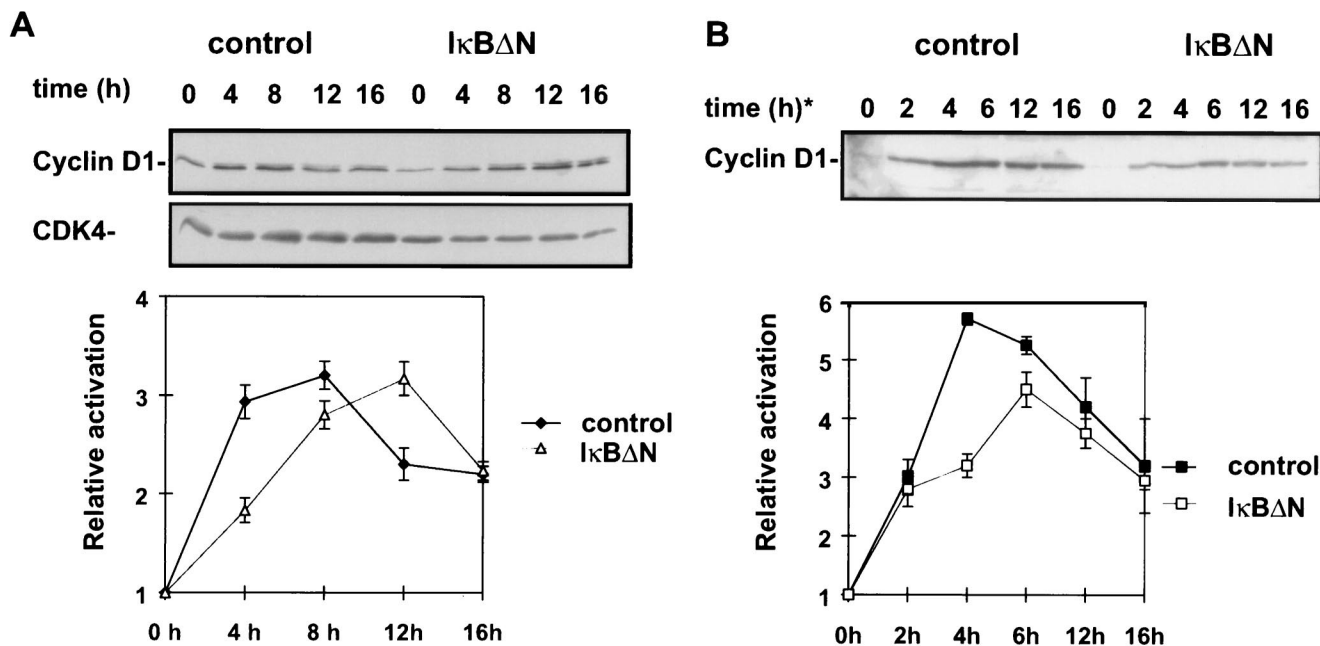 A
control IκBΔN
time (h) 0 4 8 12 16 0 4 8 12 16
Cyclin D1-
CDK4-
Relative activation
4
3
2
1
0 h 4 h 8 h 12h 16h
control
IκBΔN
B
control IκBΔN
time (h)* 0 2 4 6 12 16 0 2 4 6 12 16
Cyclin D1-
Relative activation
6
5
4
3
2
1
0h 2h 4h 6h 12h 16h
control
IκBΔN